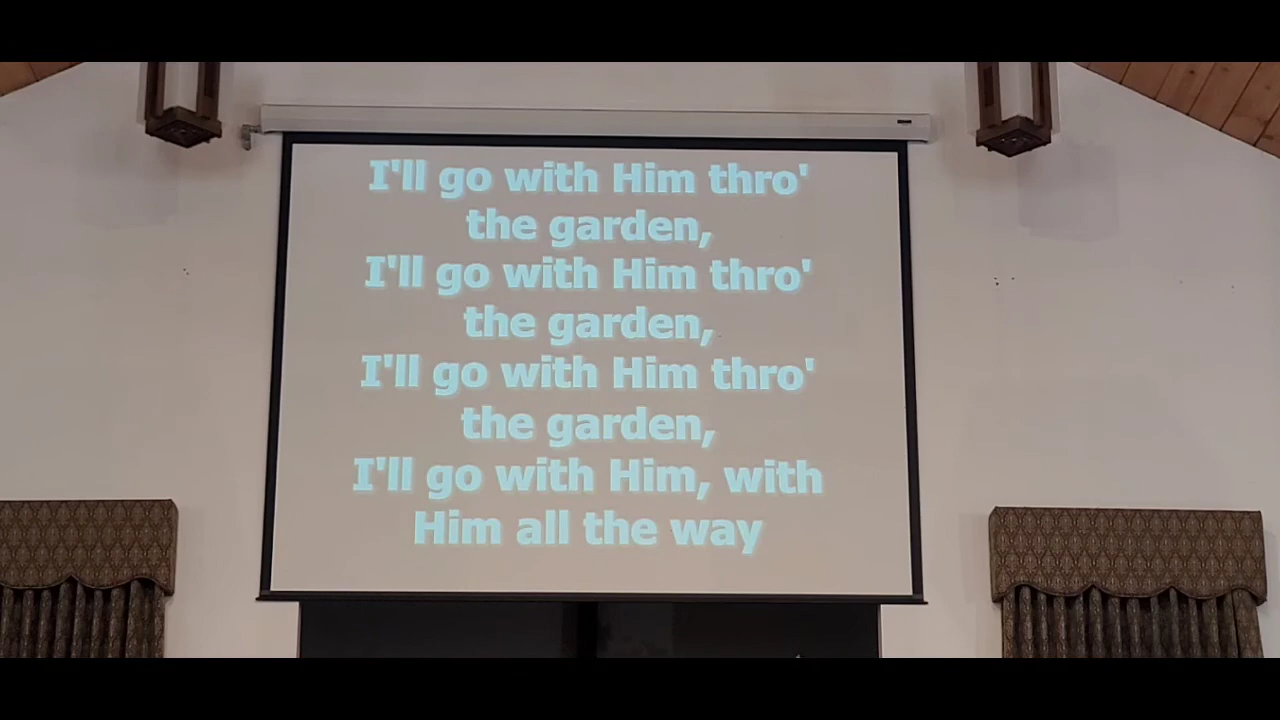 I'll go with Him thro'
the garden,
I'll go with Him thro'
the garden,
I'll go with Him thro'
the garden,
I'll go with Him, with
Him all the way